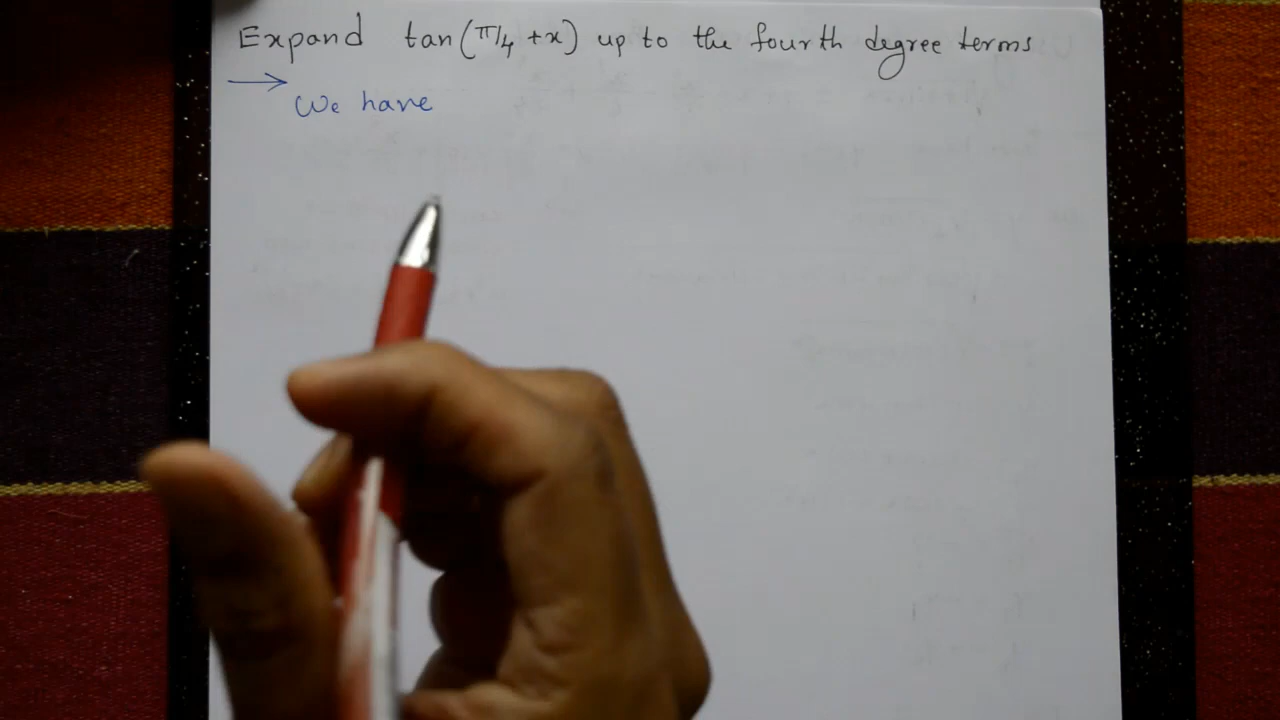 Expand tan(π/4 +x) up to the fourth degree terms
→ We have